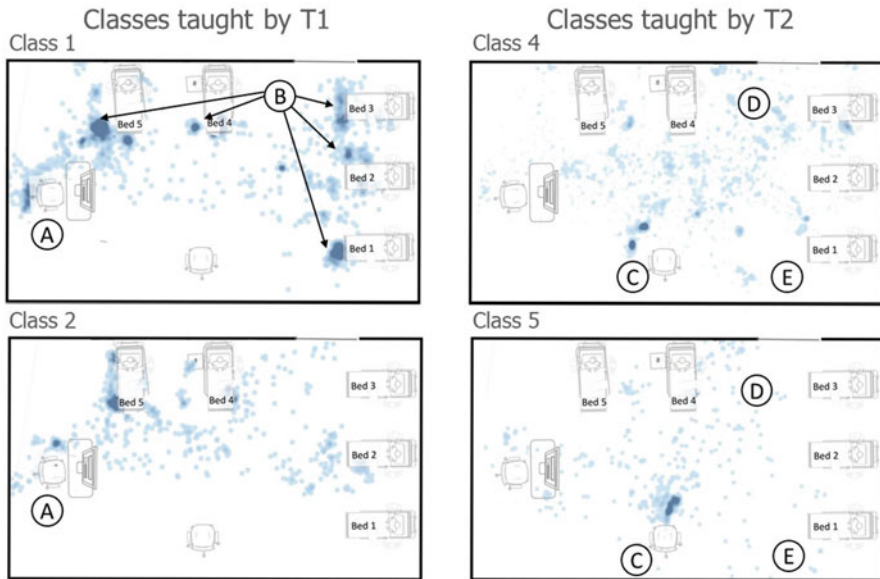 Classes taught by T1
Classes taught by T2
Class 1
B
Bed 5
Bed 4
Bed 3
Bed 2
Bed 1
A
Class 4
D
Bed 5
Bed 4
Bed 3
Bed 2
Bed 1
C
E
Class 2
Bed 5
Bed 4
Bed 3
Bed 2
Bed 1
A
Class 5
D
Bed 5
Bed 4
Bed 3
Bed 2
Bed 1
C
E